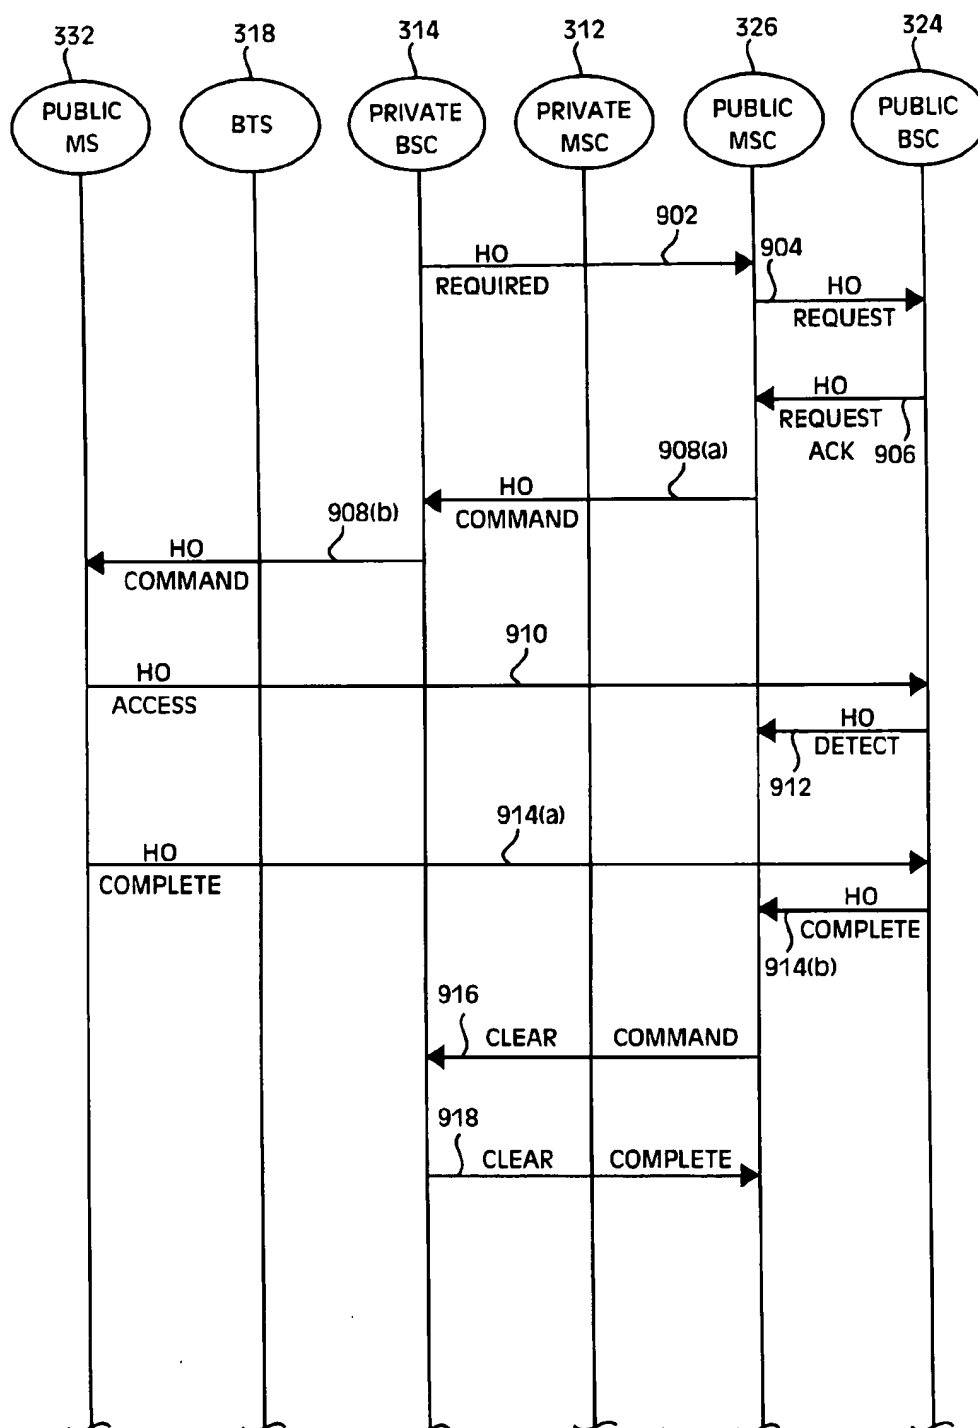 332
318
314
312
326
324
PUBLIC
MS
BTS
PRIVATE
BSC
PRIVATE
MSC
PUBLIC
MSC
PUBLIC
BSC
902
HO
REQUIRED
904
HO
REQUEST
HO
REQUEST
ACK
906
908(a)
HO
COMMAND
908(b)
HO
COMMAND
910
HO
ACCESS
HO
DETECT
912
914(a)
HO
COMPLETE
HO
COMPLETE
914(b)
916
CLEAR COMMAND
918
CLEAR COMPLETE